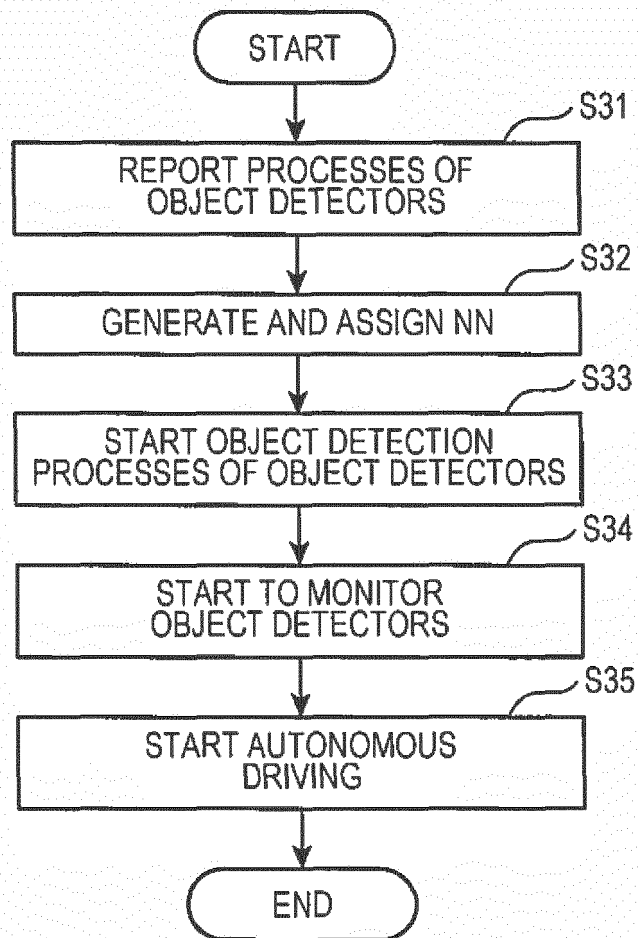 START
S31
REPORT PROCESSES OF
OBJECT DETECTORS
S32
GENERATE AND ASSIGN NN
S33
START OBJECT DETECTION
PROCESSES OF OBJECT DETECTORS
S34
START TO MONITOR
OBJECT DETECTORS
S35
START AUTONOMOUS
DRIVING
END